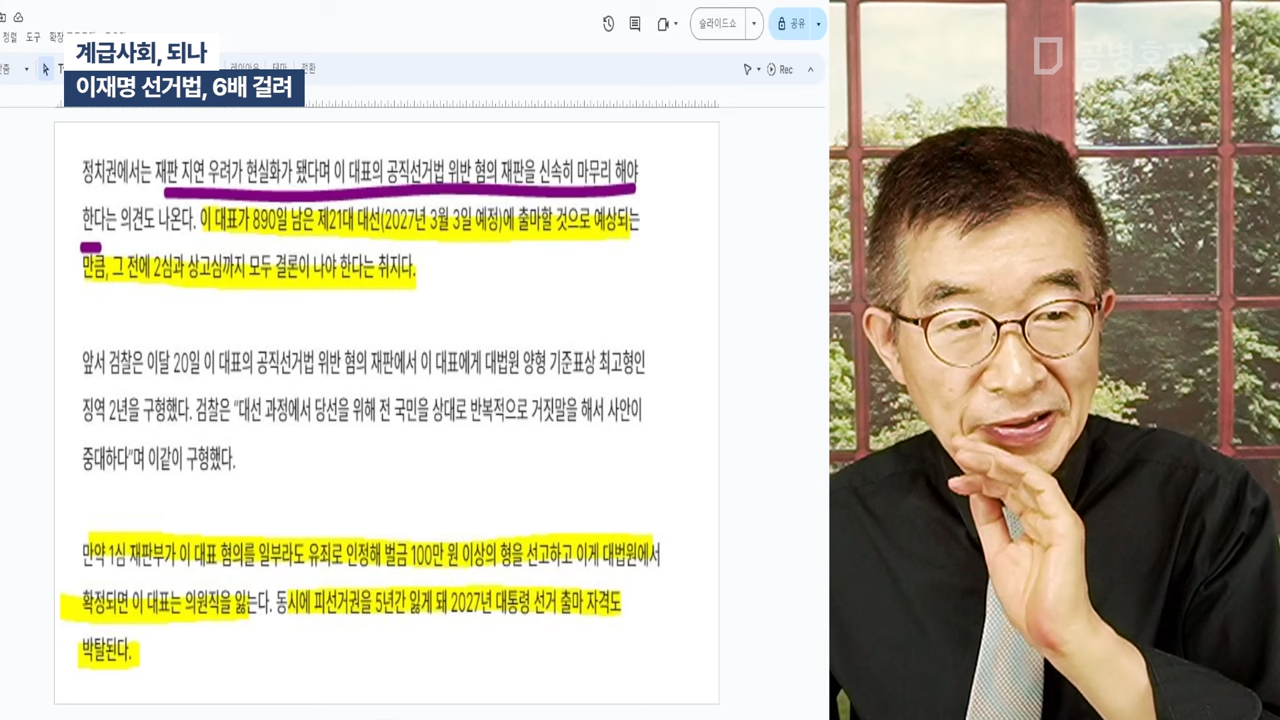 정렬 도구 확장
계급사회, 되나
이재명 선거법, 6배 걸려
슬라이드쇼
공유
Rec
공병호
정치권에서는 재판 지연 우려가 현실화가 됐다며 이 대표의 공직선거법 위반 혐의 재판을 신속히 마무리 해야
한다는 의견도 나온다. 이 대표가 890일 남은 제21대 대선(2027년 3월 3일 예정)에 출마할 것으로 예상되는
만큼, 그 전에 2심과 상고심까지 모두 결론이 나야 한다는 취지다.
앞서 검찰은 이달 20일 이 대표의 공직선거법 위반 혐의 재판에서 이 대표에게 대법원 양형 기준표상 최고형인
징역 2년을 구형했다. 검찰은 “대선 과정에서 당선을 위해 전 국민을 상대로 반복적으로 거짓말을 해서 사안이
중대하다”며 이같이 구형했다.
만약 1심 재판부가 이 대표 혐의를 일부라도 유죄로 인정해 벌금 100만 원 이상의 형을 선고하고 이게 대법원에서
확정되면 이 대표는 의원직을 잃는다. 동시에 피선거권을 5년간 잃게 돼 2027년 대통령 선거 출마 자격도
박탈된다.